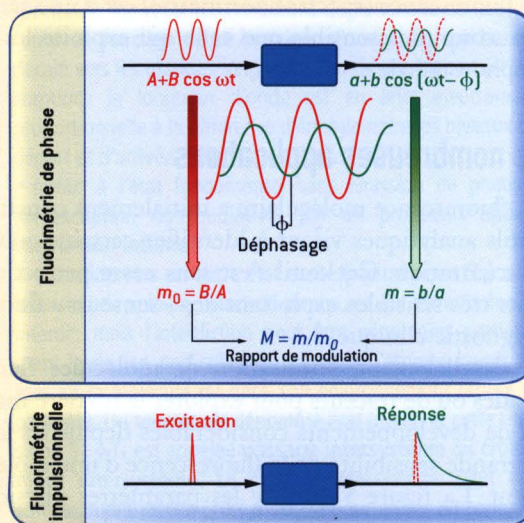 Fluorimétrie de phase
A+B cos ωt
a+b cos (ωt– ϕ)
ϕ
Déphasage
m₀ = B/A
m = b/a
M = m/m₀
Rapport de modulation
Fluorimétrie
impulsionnelle
Excitation
Réponse